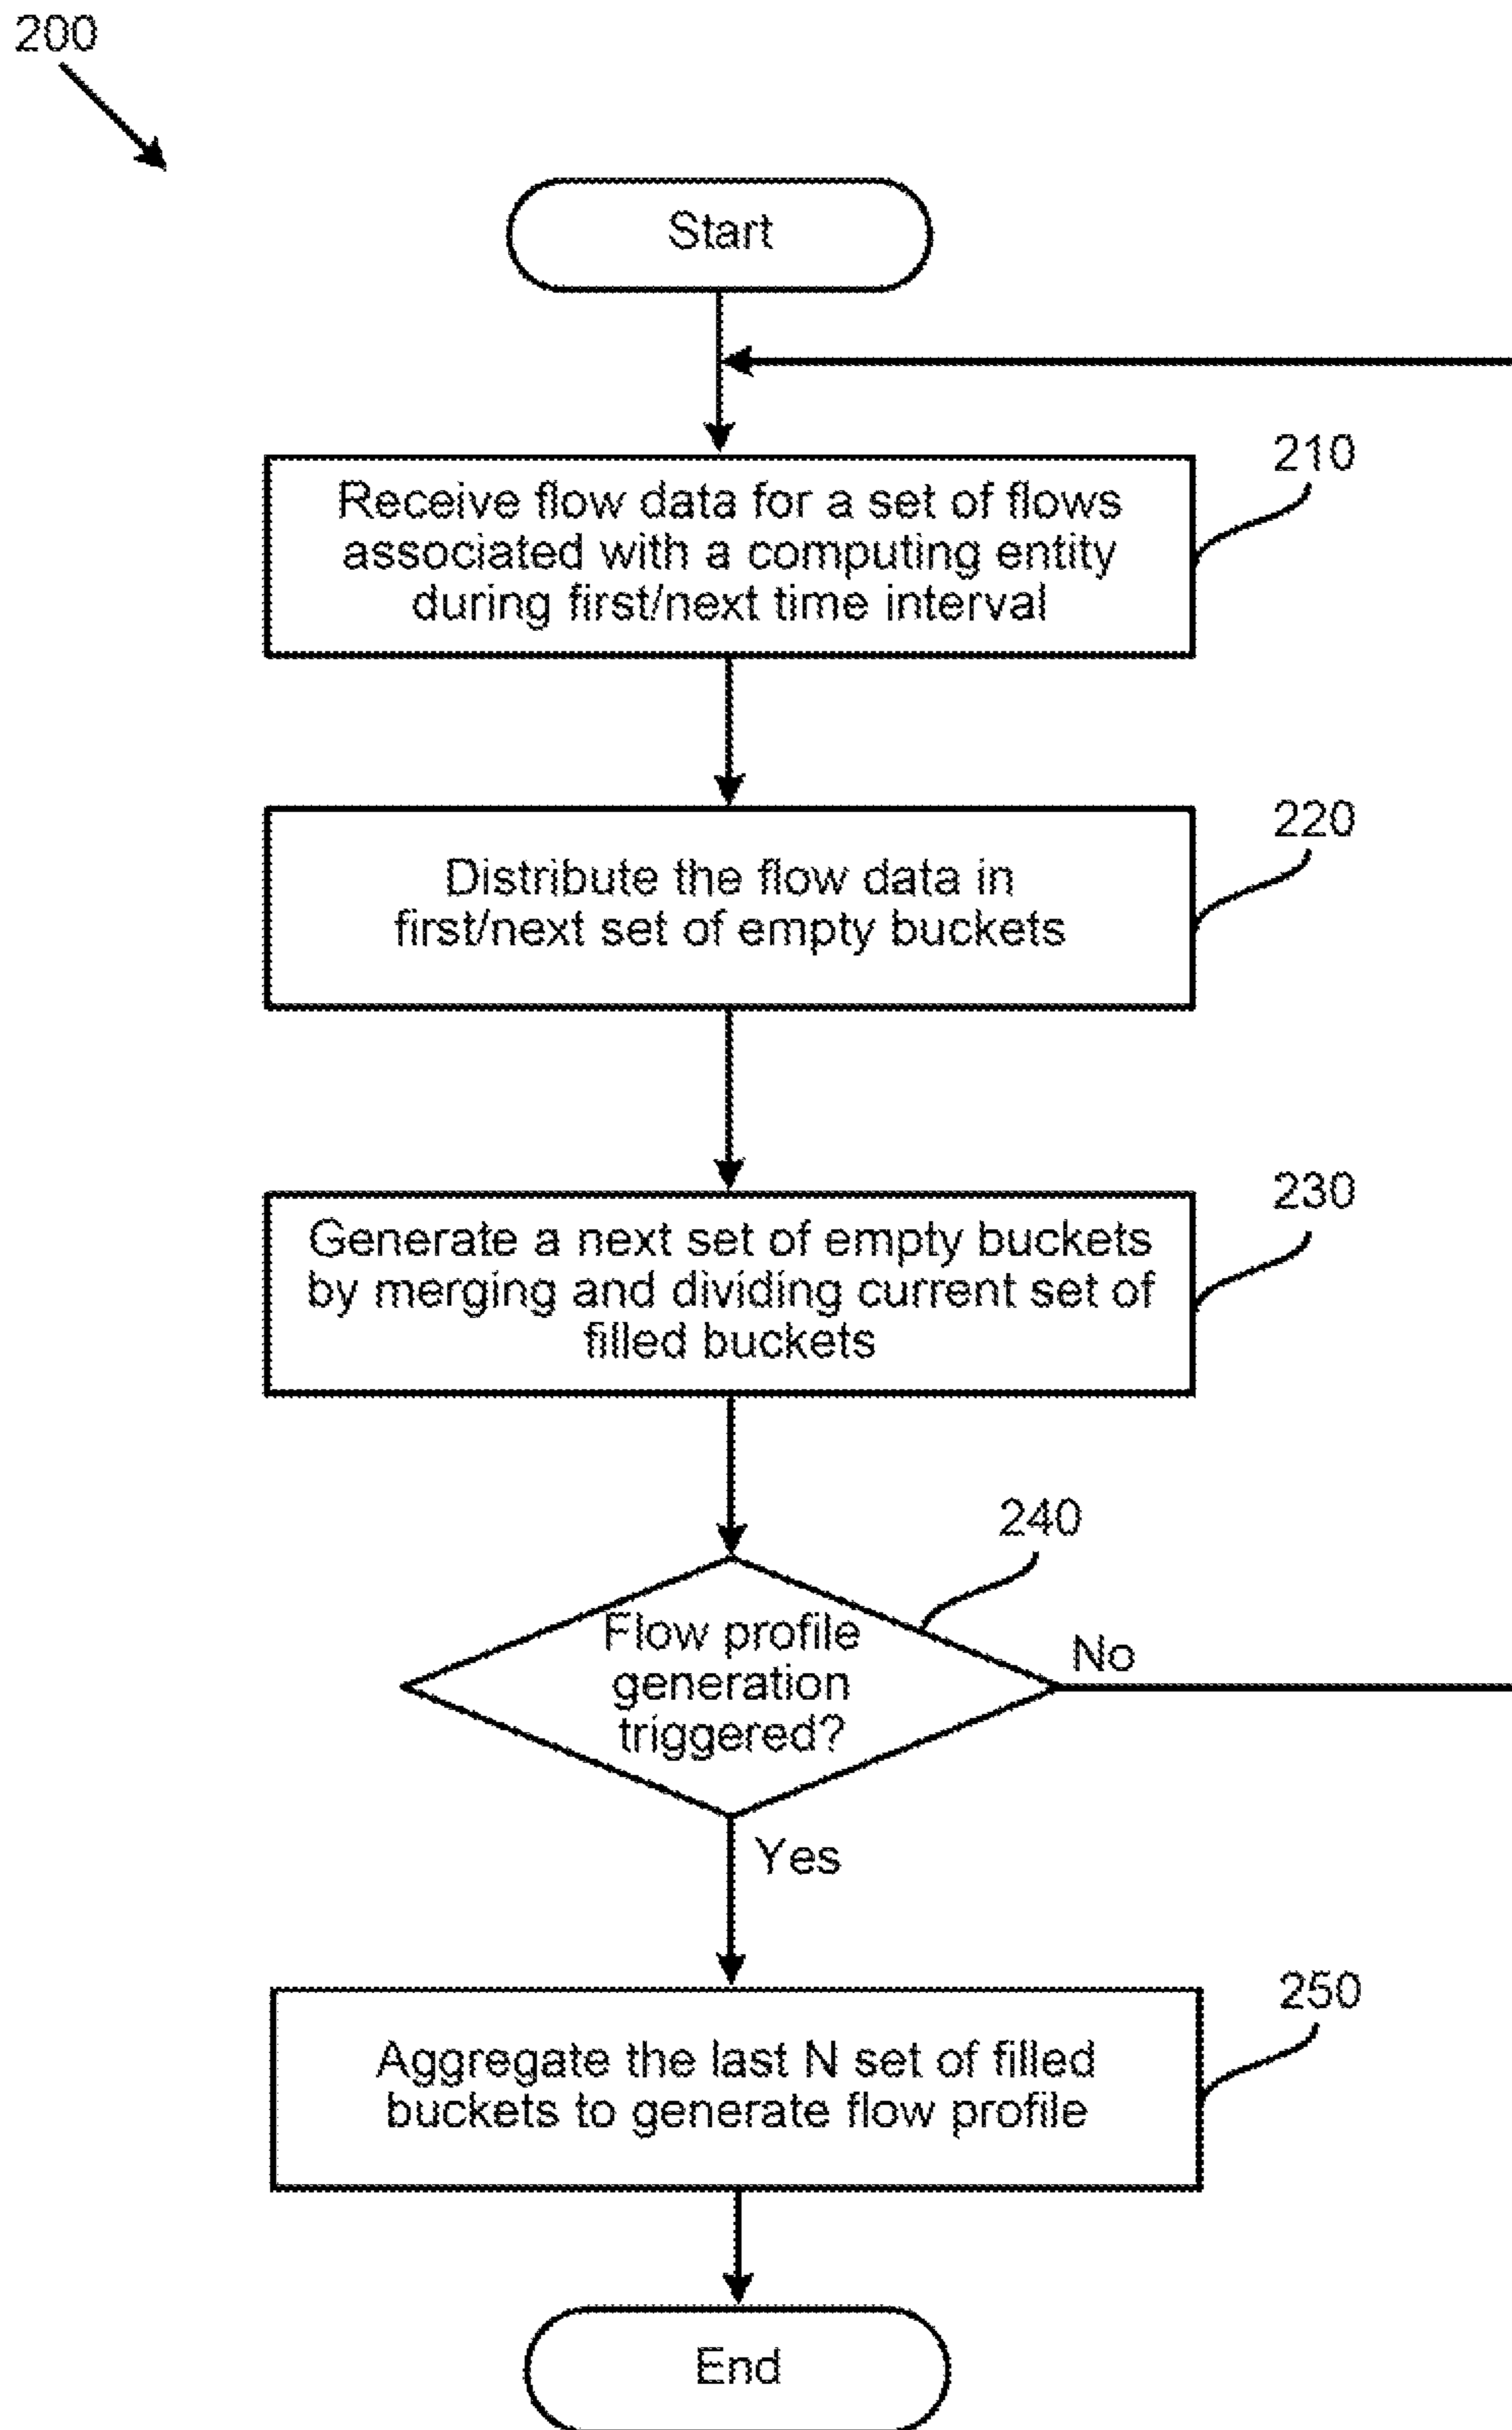 200
Start
210
Receive flow data for a set of flows
associated with a computing entity
during first/next time interval
220
Distribute the flow data in
first/next set of empty buckets
230
Generate a next set of empty buckets
by merging and dividing current set of
filled buckets
240
Flow profile
generation
triggered?
No
Yes
250
Aggregate the last N set of filled
buckets to generate flow profile
End